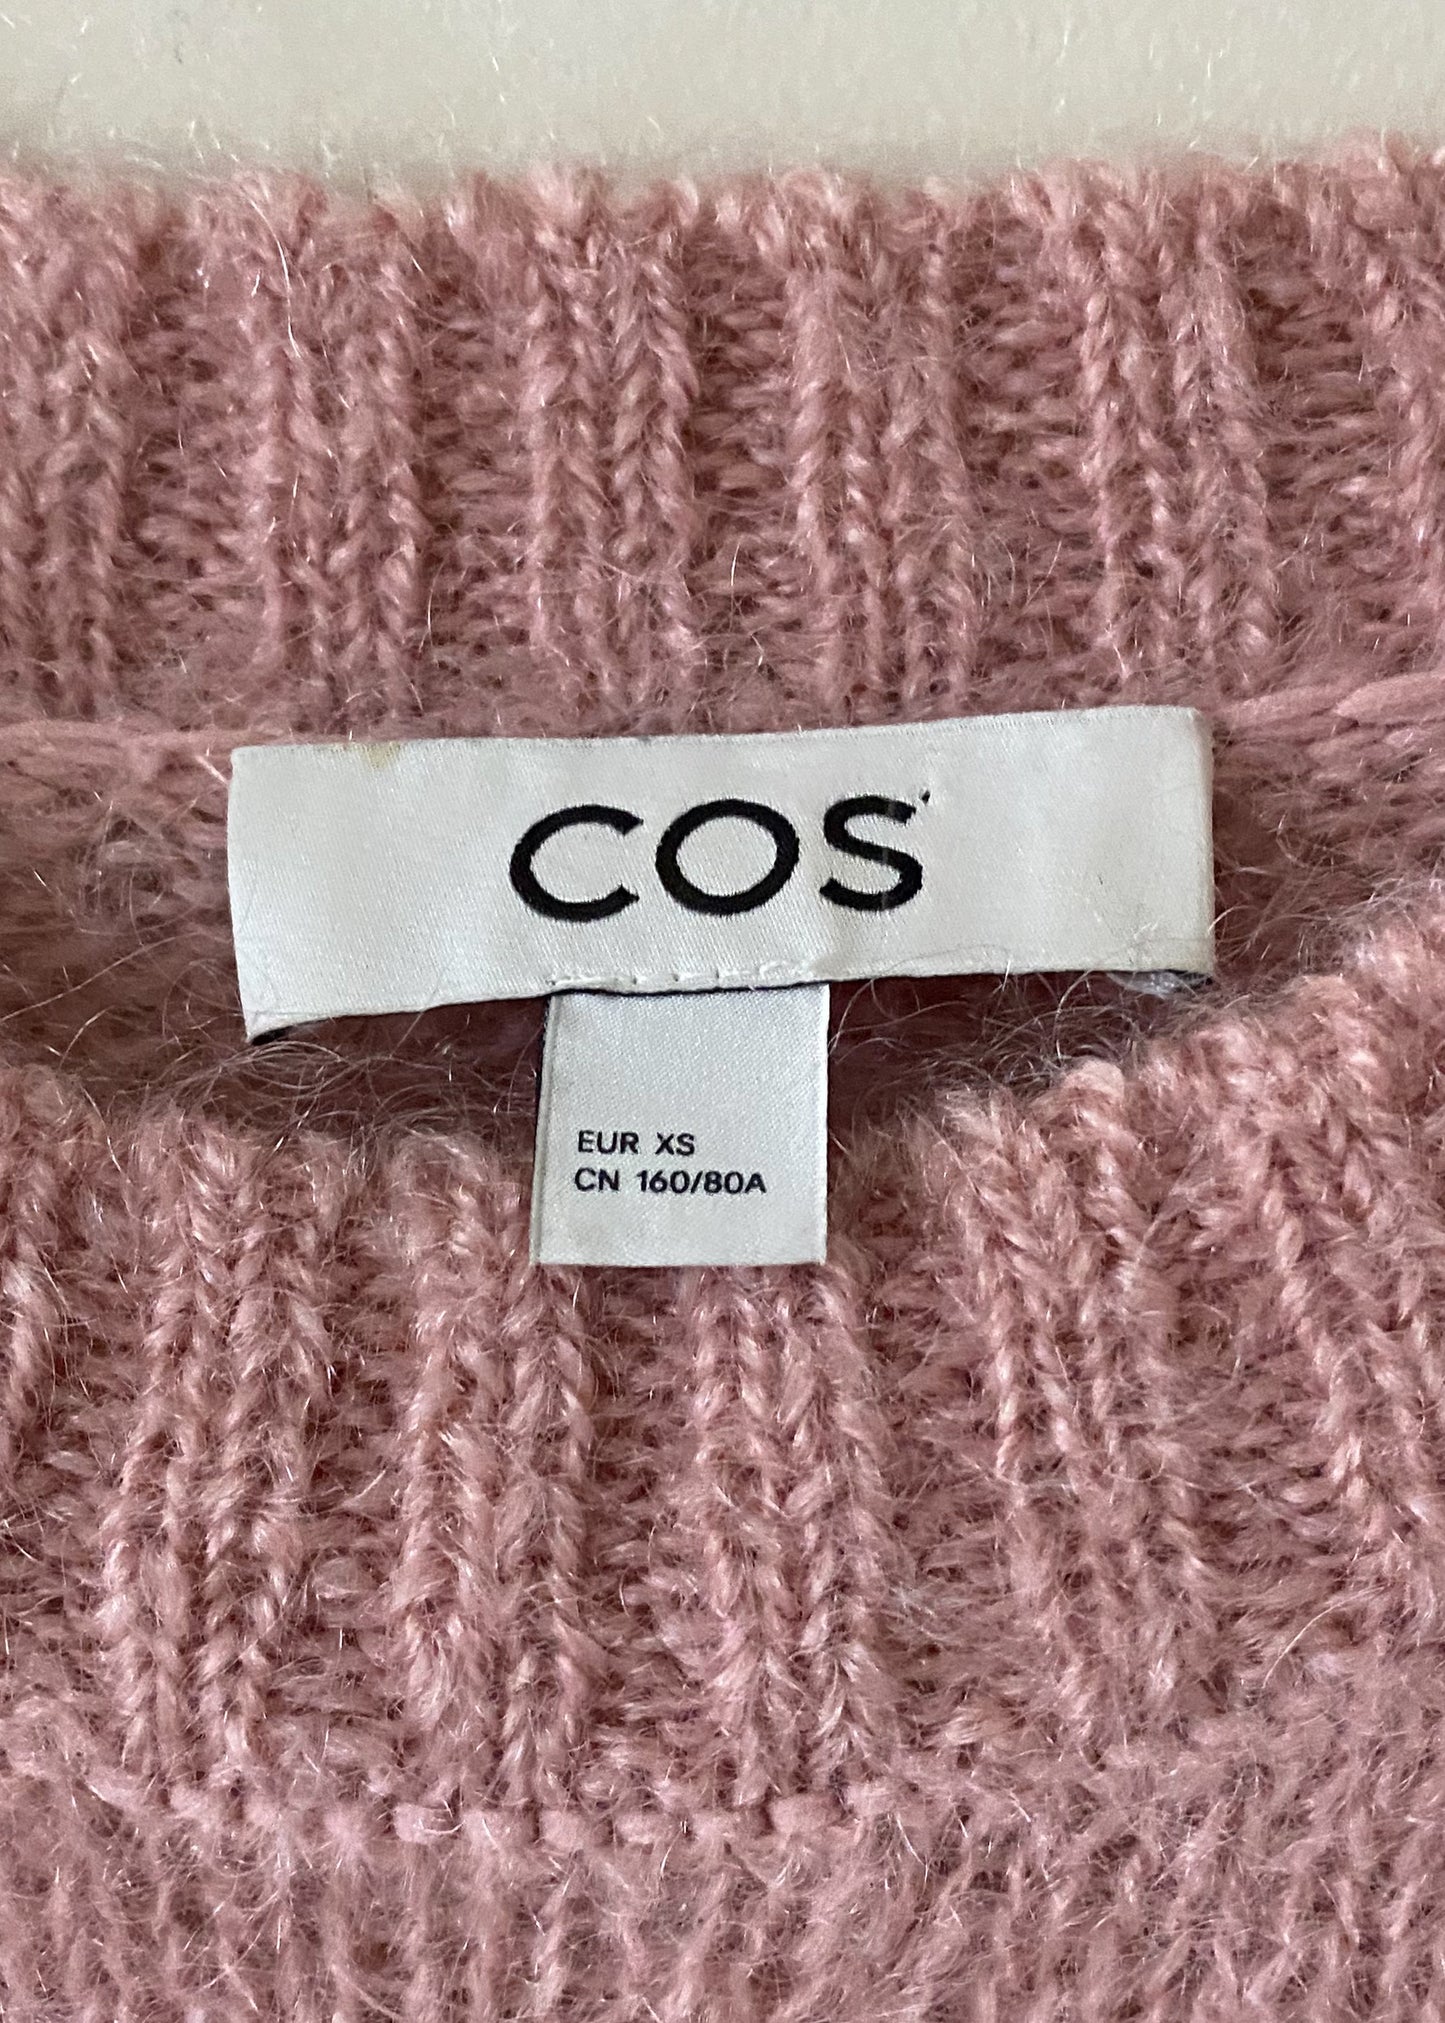 COS
EUR XS
CN 160/80A